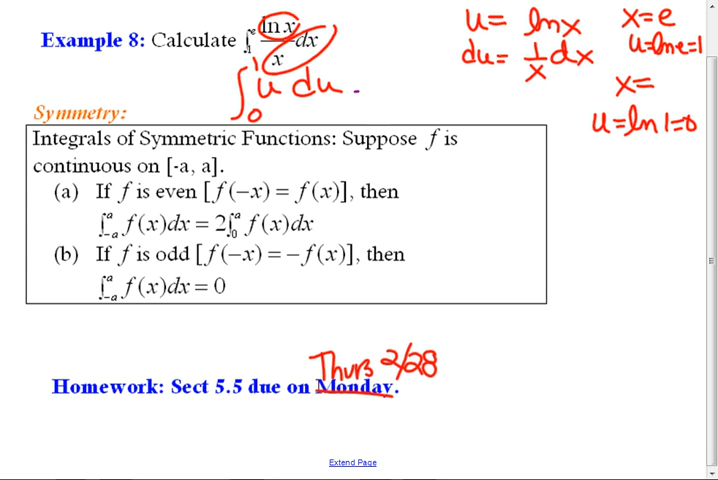 Example 8: Calculate ∫₁ᵉ ln x / x dx
u = ln x
du = 1/x dx
x = e
u = ln e = 1
x =
u = ln 1 = 0
∫₀¹ u du .
Symmetry:
Integrals of Symmetric Functions: Suppose f is
continuous on [-a, a].
(a) If f is even [f(−x) = f(x)], then
∫₋ₐᵃ f(x)dx = 2∫₀ᵃ f(x)dx
(b) If f is odd [f(−x) = −f(x)], then
∫₋ₐᵃ f(x)dx = 0
Thurs 2/28
Homework: Sect 5.5 due on Monday.
Extend Page